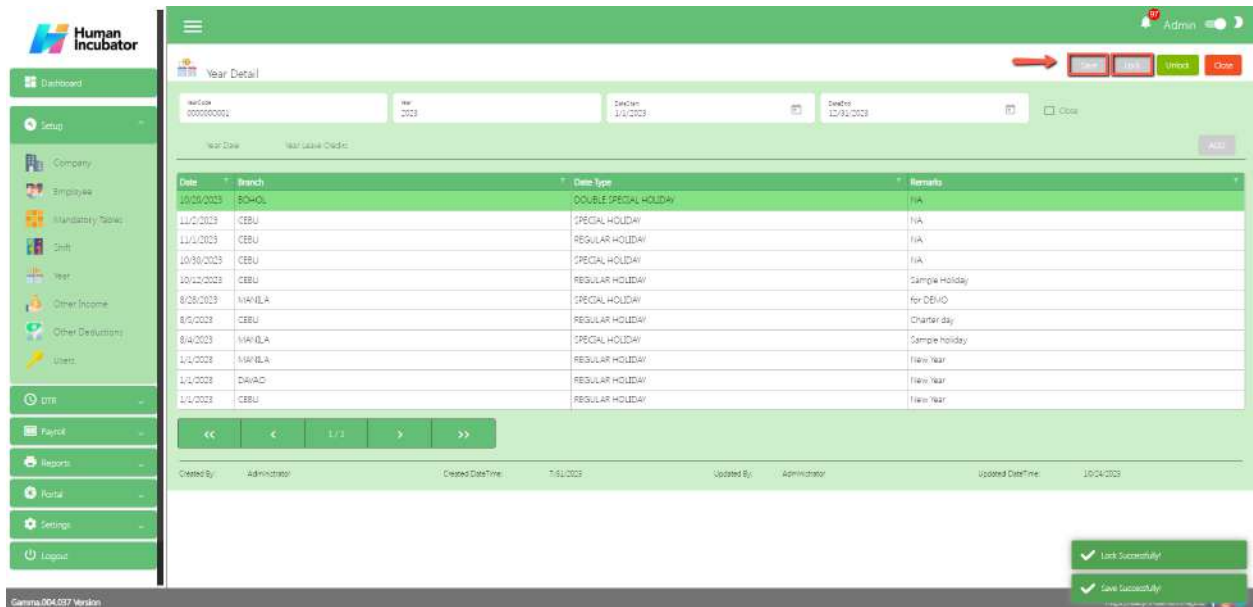 Human
Incubator
97
Admin
Dashboard
Setup
Company
Employee
Mandatory Tables
Shift
Year
Other Income
Other Deductions
Users
DTR
Payroll
Reports
Portal
Settings
Logout
Year Detail
Save Lock Unlock Close
YearCode Year DateStart DateEnd
0000000001 2023 1/1/2023 12/31/2023 Close
Year Date Year Leave Credits ADD
Date Branch Date Type Remarks
10/20/2023 BOHOL DOUBLE SPECIAL HOLIDAY NA
11/2/2023 CEBU SPECIAL HOLIDAY NA
11/1/2023 CEBU REGULAR HOLIDAY NA
10/30/2023 CEBU SPECIAL HOLIDAY NA
10/12/2023 CEBU REGULAR HOLIDAY Sample Holiday
8/28/2023 MANILA SPECIAL HOLIDAY for DEMO
CEBU REGULAR HOLIDAY Charter day
8/4/2023 MANILA SPECIAL HOLIDAY Sample holiday
1/1/2023 MANILA REGULAR HOLIDAY New Year
1/1/2023 DAVAO REGULAR HOLIDAY New Year
1/1/2023 CEBU REGULAR HOLIDAY New Year
<< < 1/1 > >>
Created By: Administrator Created DateTime: 7/31/2023 Updated By: Administrator Updated DateTime: 10/24/2023
Lock Successfully!
Save Successfully!
Gamma.004.037 Version